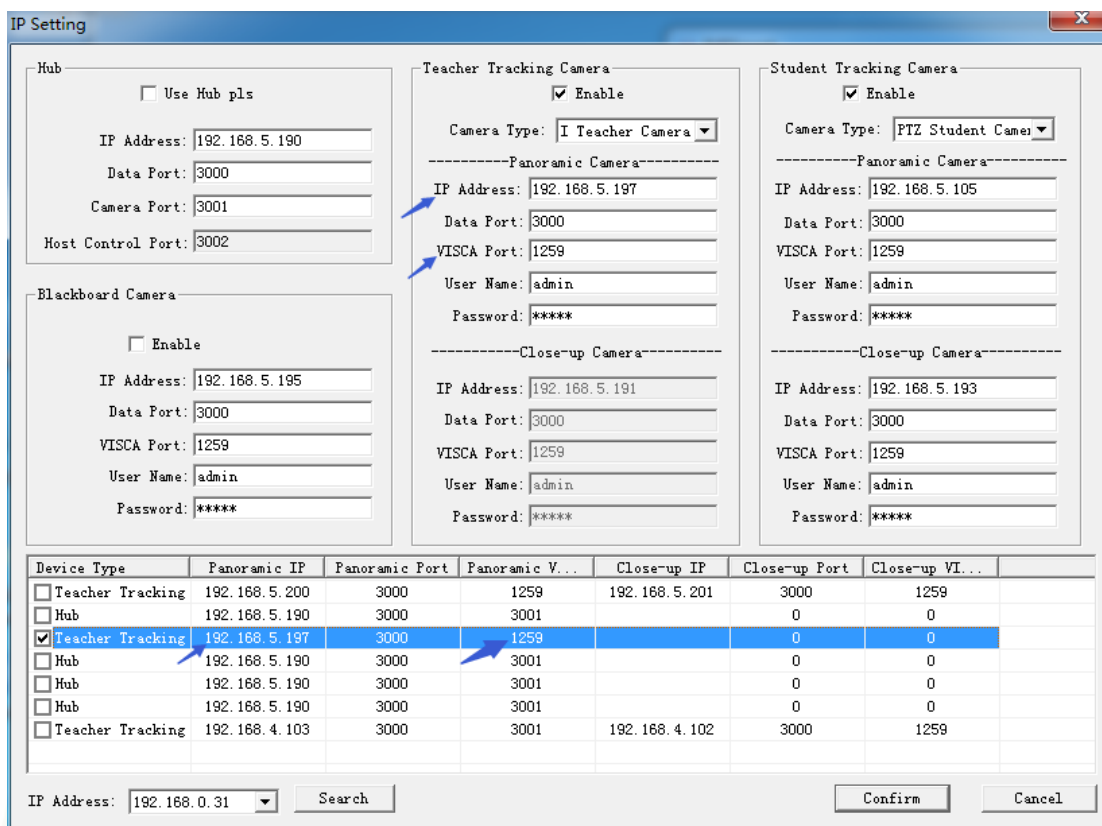 IP Setting
Hub
Use Hub pls
IP Address: 192.168.5.190
Data Port: 3000
Camera Port: 3001
Host Control Port: 3002
Blackboard Camera
Enable
IP Address: 192.168.5.195
Data Port: 3000
VISCA Port: 1259
User Name: admin
Password: *****
Teacher Tracking Camera
Enable
Camera Type: I Teacher Camera
----------Panoramic Camera----------
IP Address: 192.168.5.197
Data Port: 3000
VISCA Port: 1259
User Name: admin
Password: *****
-----------Close-up Camera----------
IP Address: 192.168.5.191
Data Port: 3000
VISCA Port: 1259
User Name: admin
Password: *****
Student Tracking Camera
Enable
Camera Type: PTZ Student Camer
----------Panoramic Camera----------
IP Address: 192.168.5.105
Data Port: 3000
VISCA Port: 1259
User Name: admin
Password: *****
-----------Close-up Camera----------
IP Address: 192.168.5.193
Data Port: 3000
VISCA Port: 1259
User Name: admin
Password: *****
Device Type Panoramic IP Panoramic Port Panoramic V... Close-up IP Close-up Port Close-up VI...
Teacher Tracking 192.168.5.200 3000 1259 192.168.5.201 3000 1259
Hub 192.168.5.190 3000 3001 0 0
Teacher Tracking 192.168.5.197 3000 1259 0 0
Hub 192.168.5.190 3000 3001 0 0
Hub 192.168.5.190 3000 3001 0 0
Hub 192.168.5.190 3000 3001 0 0
Teacher Tracking 192.168.4.103 3000 3001 192.168.4.102 3000 1259
IP Address: 192.168.0.31 Search Confirm Cancel